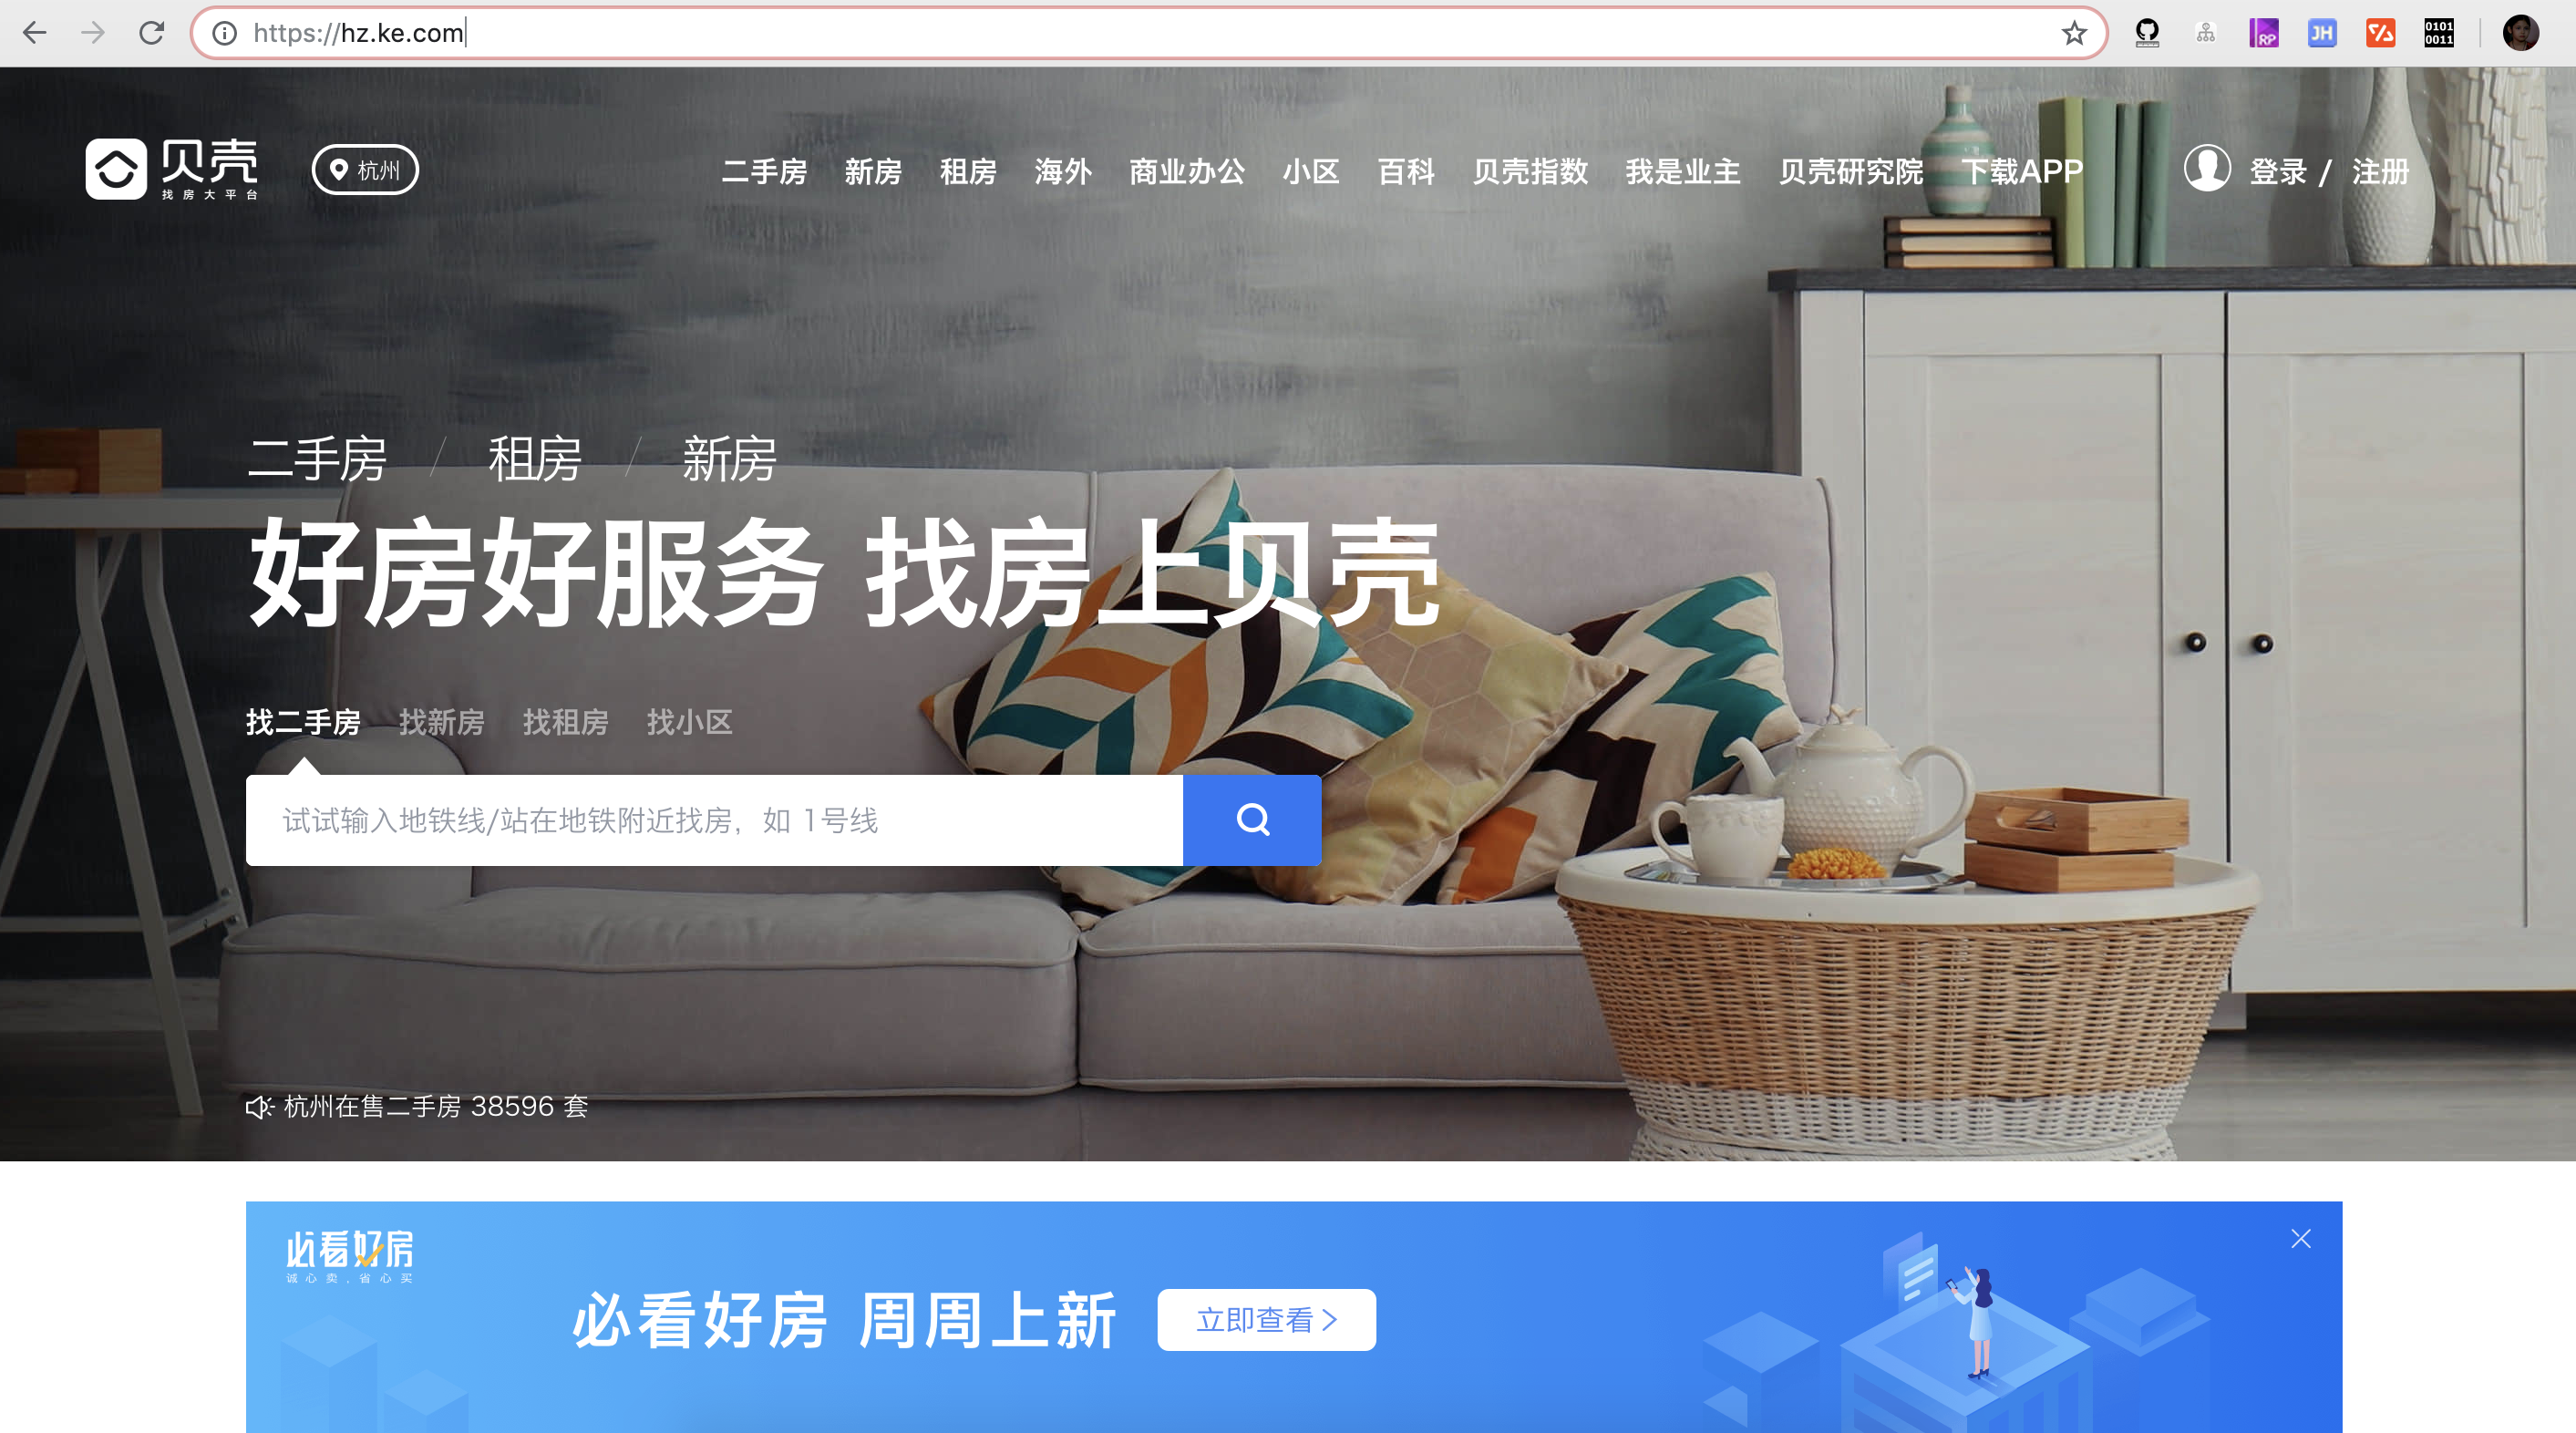 https://hz.ke.com
RP
JH
0101
0011
贝壳
找房大平台
杭州
二手房 新房 租房 海外 商业办公 小区 百科 贝壳指数 我是业主 贝壳研究院 下载APP
登录 / 注册
二手房 / 租房 / 新房
好房好服务 找房上贝壳
找二手房 找新房 找租房 找小区
试试输入地铁线/站在地铁附近找房，如 1号线
杭州在售二手房 38596 套
必看好房
诚心卖，省心买
必看好房 周周上新
立即查看